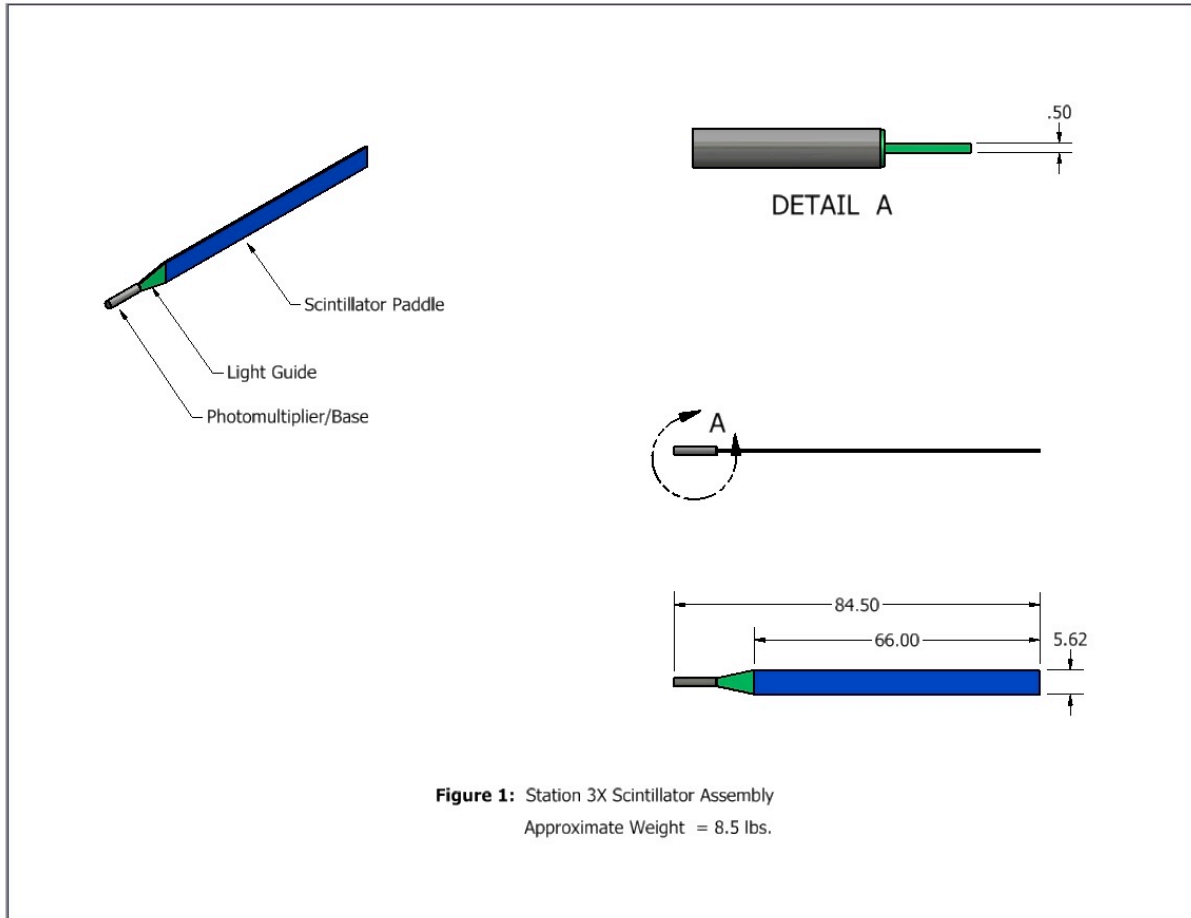 .50
DETAIL A
Scintillator Paddle
Light Guide
Photomultiplier/Base
A
84.50
66.00
5.62
Figure 1: Station 3X Scintillator Assembly
Approximate Weight = 8.5 lbs.